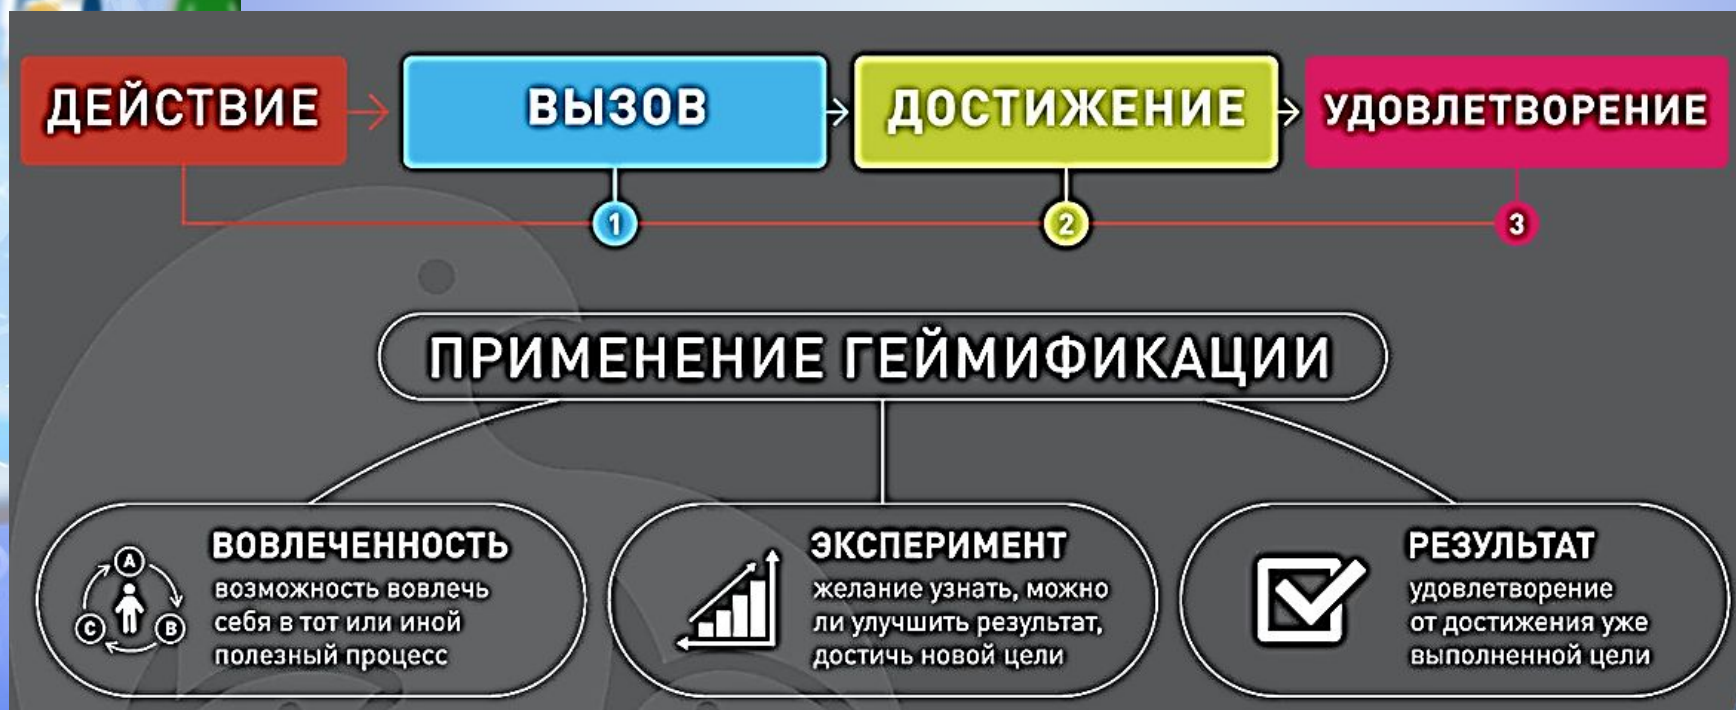 ДЕЙСТВИЕ
ВЫЗОВ
ДОСТИЖЕНИЕ
УДОВЛЕТВОРЕНИЕ
1
2
3
ПРИМЕНЕНИЕ ГЕЙМИФИКАЦИИ
A
B
C
ВОВЛЕЧЕННОСТЬ
возможность вовлечь
себя в тот или иной
полезный процесс
ЭКСПЕРИМЕНТ
желание узнать, можно
ли улучшить результат,
достичь новой цели
РЕЗУЛЬТАТ
удовлетворение
от достижения уже
выполненной цели